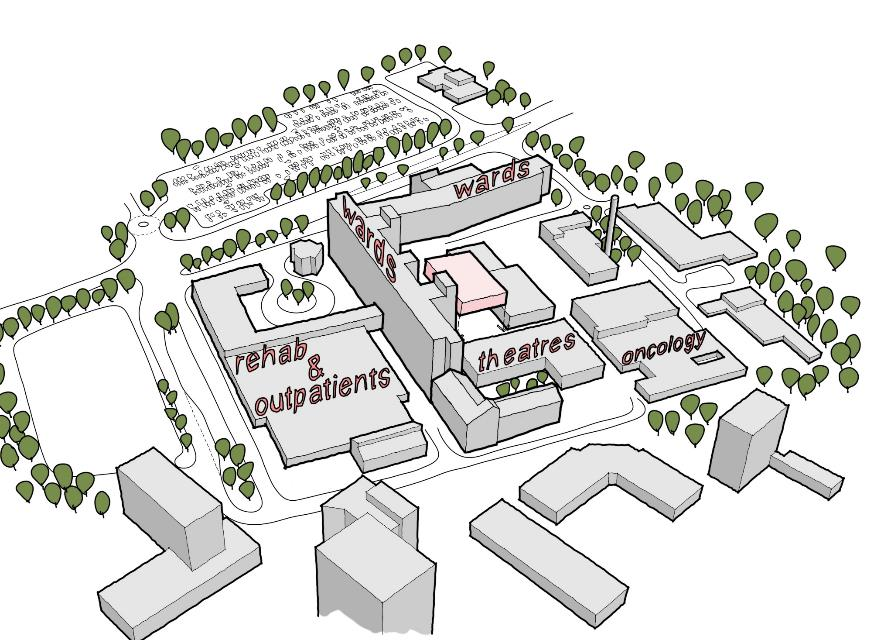 wards
wards
rehab
&
outpatients
theatres
oncology